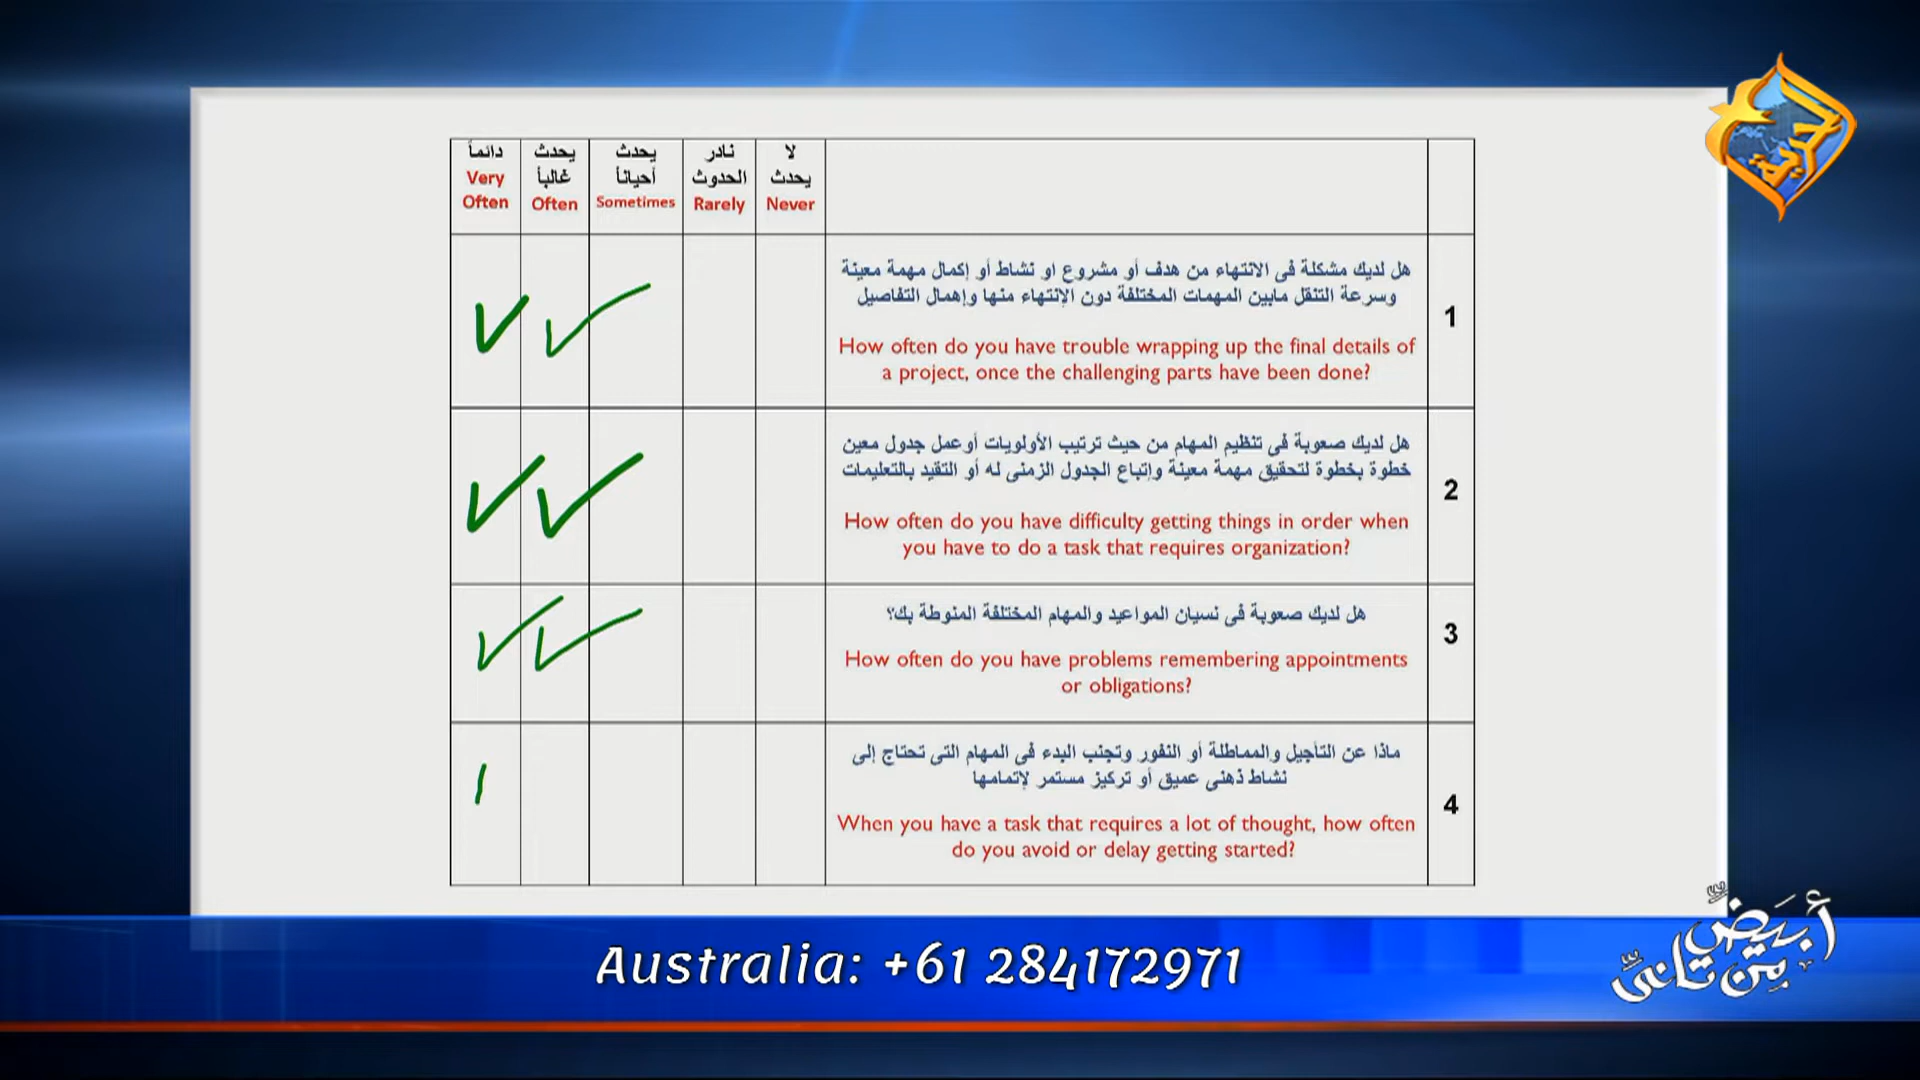 لا
يحدث
Never
نادر
الحدوث
Rarely
يحدث
أحياناً
Sometimes
يحدث
غالباً
Often
دائماً
Very
Often
1
هل لديك مشكلة فى الانتهاء من هدف أو مشروع او نشاط أو إكمال مهمة معينة
وسرعة التنقل مابين المهمات المختلفة دون الإنتهاء منها وإهمال التفاصيل
How often do you have trouble wrapping up the final details of
a project, once the challenging parts have been done?
2
هل لديك صعوبة فى تنظيم المهام من حيث ترتيب الأولويات أوعمل جدول معين
خطوة بخطوة لتحقيق مهمة معينة وإتباع الجدول الزمنى له أو التقيد بالتعليمات
How often do you have difficulty getting things in order when
you have to do a task that requires organization?
3
هل لديك صعوبة فى نسيان المواعيد والمهام المختلفة المنوطة بك؟
How often do you have problems remembering appointments
or obligations?
4
ماذا عن التأجيل والمماطلة أو النفور وتجنب البدء فى المهام التى تحتاج إلى
نشاط ذهنى عميق أو تركيز مستمر لإتمامها
When you have a task that requires a lot of thought, how often
do you avoid or delay getting started?
الحرية
Australia: +61 284172971
أبيَضُّ
مِن تانىِّ